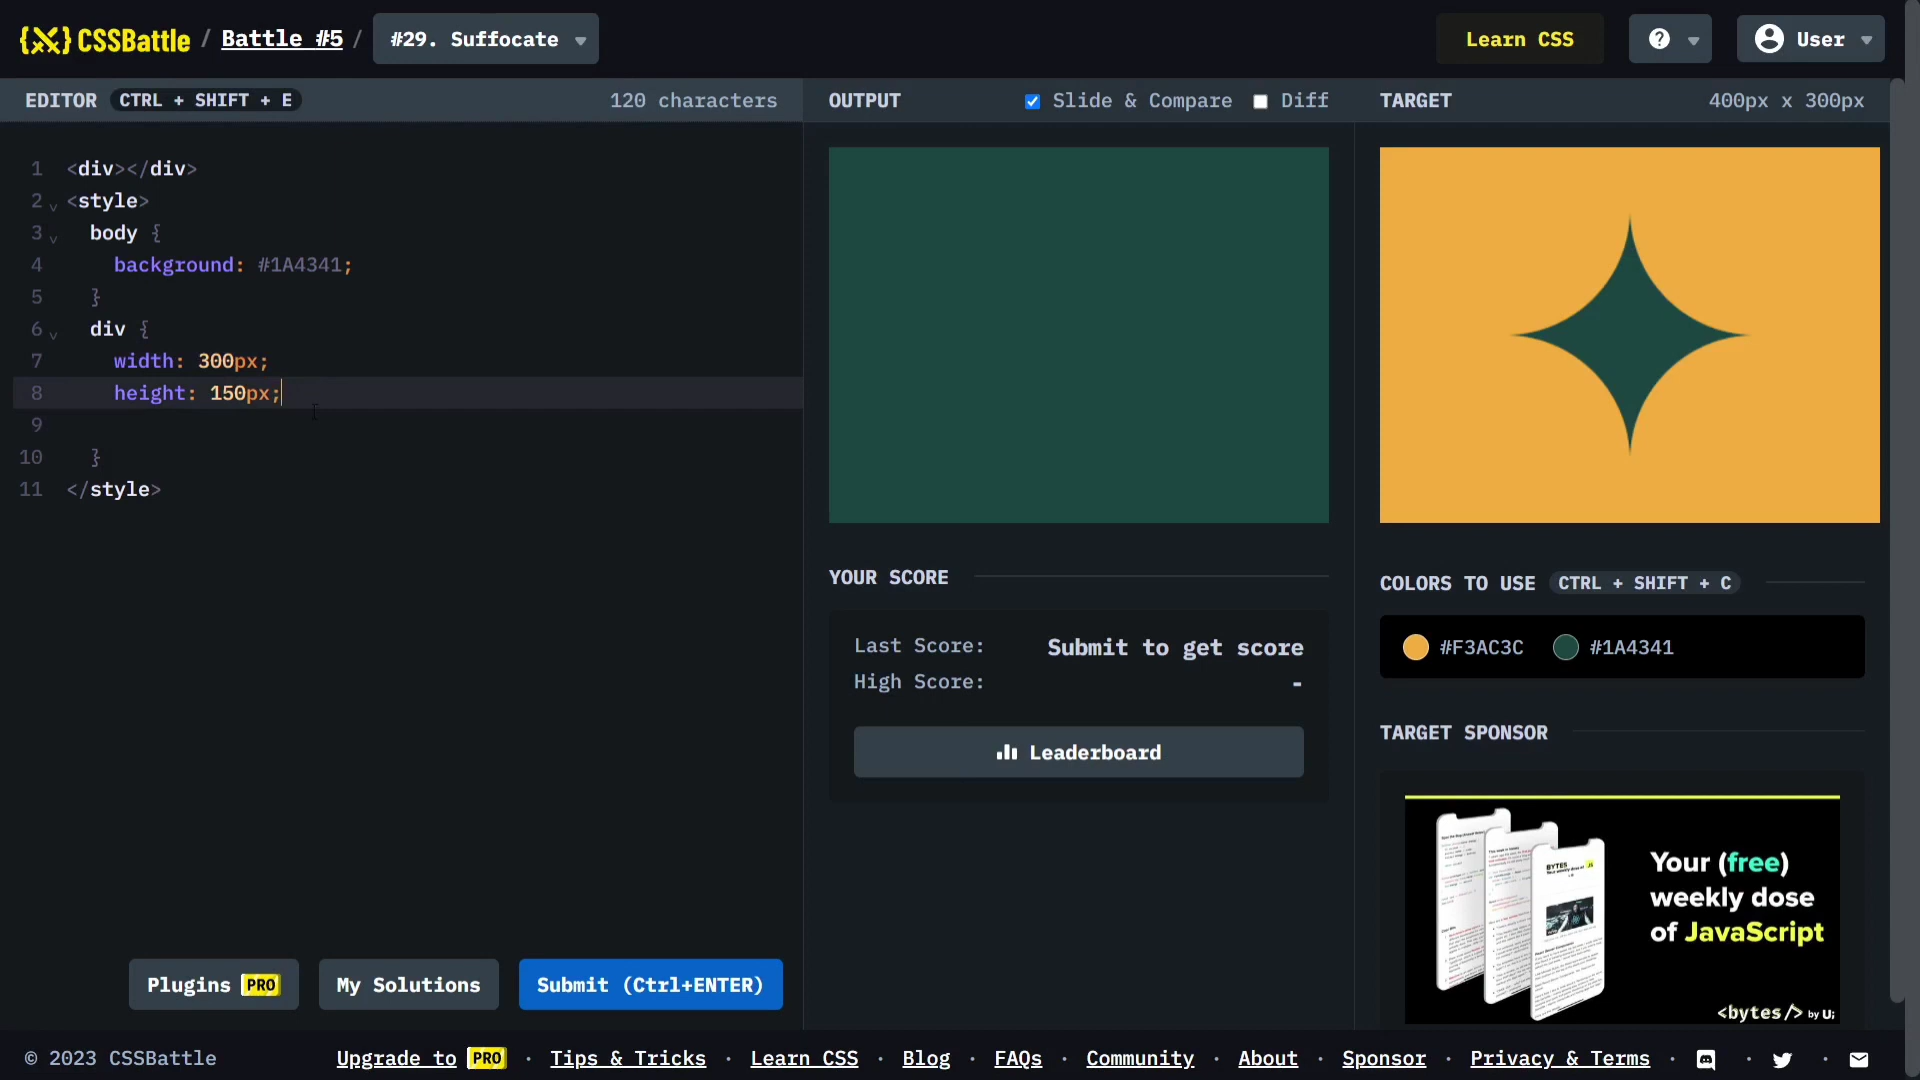 {X} CSSBattle / Battle #5 / #29. Suffocate
Learn CSS
User
EDITOR CTRL + SHIFT + E 120 characters
OUTPUT Slide & Compare Diff
TARGET 400px x 300px
1 <div></div>
2 <style>
3 body {
4 background: #1A4341;
5 }
6 div {
7 width: 300px;
8 height: 150px;
9
10 }
11 </style>
YOUR SCORE
Last Score: Submit to get score
High Score: -
Leaderboard
COLORS TO USE CTRL + SHIFT + C
#F3AC3C #1A4341
TARGET SPONSOR
Your (free)
weekly dose
of JavaScript
<bytes/> by ui;
Plugins PRO My Solutions Submit (Ctrl+ENTER)
© 2023 CSSBattle Upgrade to PRO · Tips & Tricks · Learn CSS · Blog · FAQs · Community · About · Sponsor · Privacy & Terms · · ·